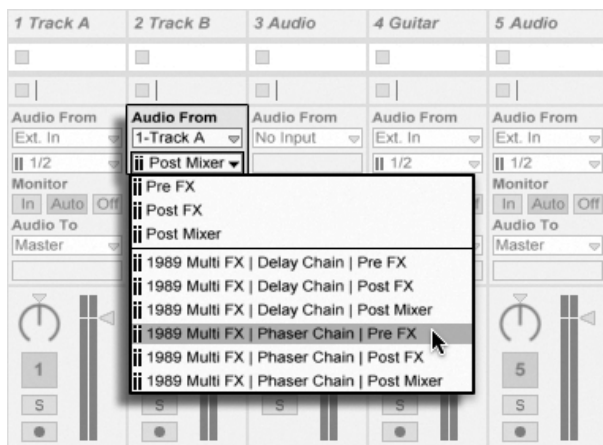 1 Track A 2 Track B 3 Audio 4 Guitar 5 Audio
Audio From Audio From Audio From Audio From Audio From
Ext. In 1-Track A No Input Ext. In Ext. In
1/2 Post Mixer 1/2 1/2
Monitor Monitor
In Auto Off In Auto Off
Audio To Audio To
Master Master
Pre FX
Post FX
Post Mixer
1989 Multi FX | Delay Chain | Pre FX
1989 Multi FX | Delay Chain | Post FX
1989 Multi FX | Delay Chain | Post Mixer
1989 Multi FX | Phaser Chain | Pre FX
1989 Multi FX | Phaser Chain | Post FX
1989 Multi FX | Phaser Chain | Post Mixer
1 5
S S S S S